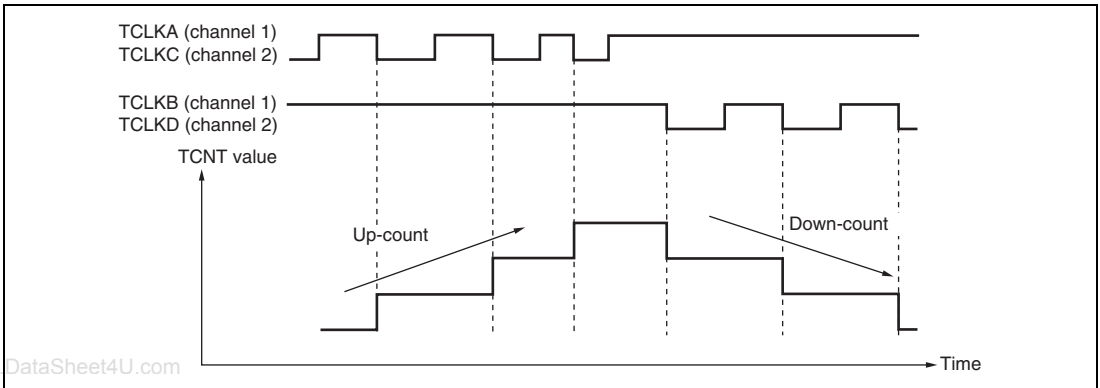 TCLKA (channel 1)
TCLKC (channel 2)
TCLKB (channel 1)
TCLKD (channel 2)
TCNT value
Up-count
Down-count
Time
DataSheet4U.com